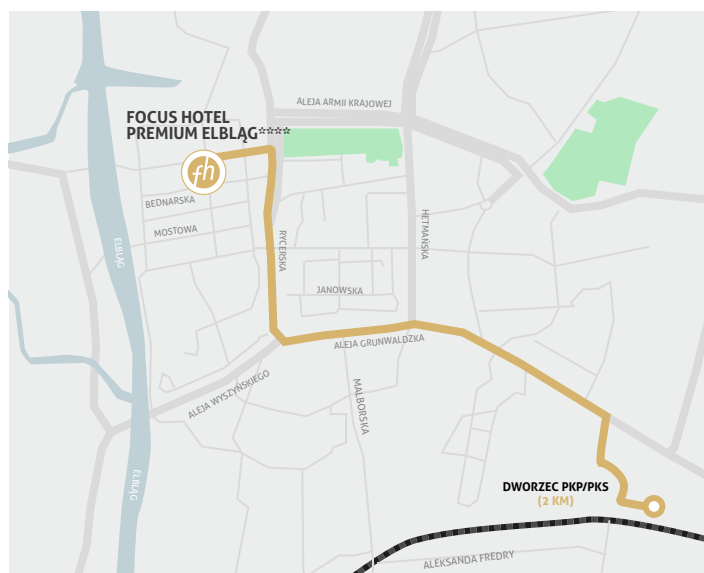 ALEJA ARMII KRAJOWEJ
FOCUS HOTEL
PREMIUM ELBLĄG****
fh
BEDNARSKA
MOSTOWA
ELBLĄG
RYCERSKA
HETMAŃSKA
JANOWSKA
ALEJA GRUNWALDZKA
ALEJA WYSZYŃSKIEGO
MALBORSKA
ELBLĄG
DWORZEC PKP/PKS
(2 KM)
ALEKSANDA FREDRY